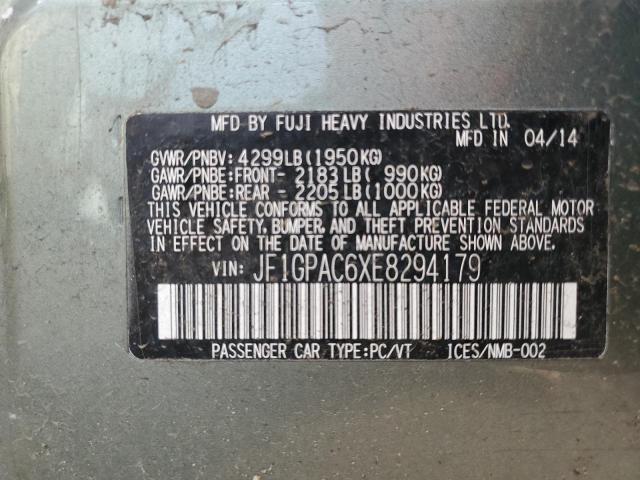 MFD BY FUJI HEAVY INDUSTRIES LTD.
MFD IN 04/14
GVWR/PNBV: 4299LB(1950KG)
GAWR/PNBE:FRONT- 2183LB( 990KG)
GAWR/PNBE:REAR - 2205LB(1000KG)
THIS VEHICLE CONFORMS TO ALL APPLICABLE FEDERAL MOTOR
VEHICLE SAFETY, BUMPER, AND THEFT PREVENTION STANDARDS
IN EFFECT ON THE DATE OF MANUFACTURE SHOWN ABOVE.
VIN: JF1GPAC6XE8294179
PASSENGER CAR TYPE:PC/VT ICES/NMB-002